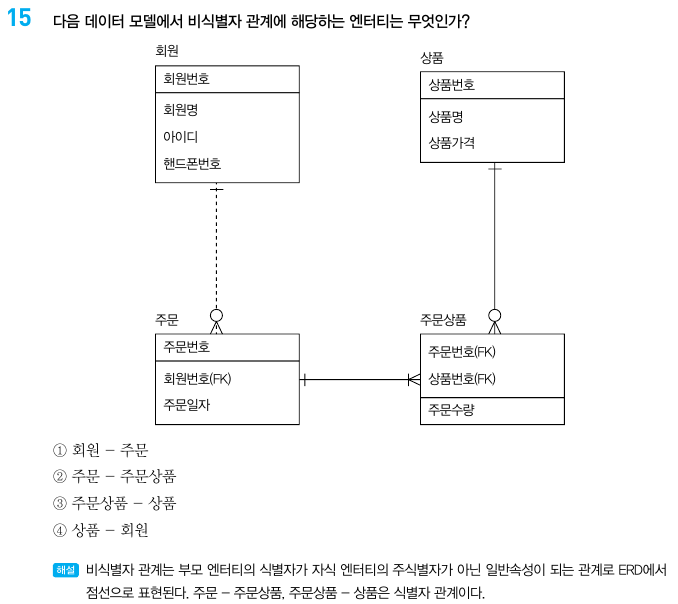 15 다음 데이터 모델에서 비식별자 관계에 해당하는 엔터티는 무엇인가?
회원
회원번호
회원명
아이디
핸드폰번호
상품
상품번호
상품명
상품가격
주문
주문번호
회원번호(FK)
주문일자
주문상품
주문번호(FK)
상품번호(FK)
주문수량
① 회원 – 주문
② 주문 – 주문상품
③ 주문상품 – 상품
④ 상품 – 회원
해설 비식별자 관계는 부모 엔터티의 식별자가 자식 엔터티의 주식별자가 아닌 일반속성이 되는 관계로 ERD에서
점선으로 표현된다. 주문 – 주문상품, 주문상품 – 상품은 식별자 관계이다.